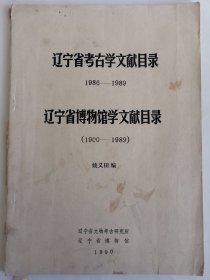 辽宁省考古学文献目录
1986—1989
辽宁省博物馆学文献目录
(1900—1989)
姚义田 编
辽宁省文物考古研究所
辽宁省博物馆
1990